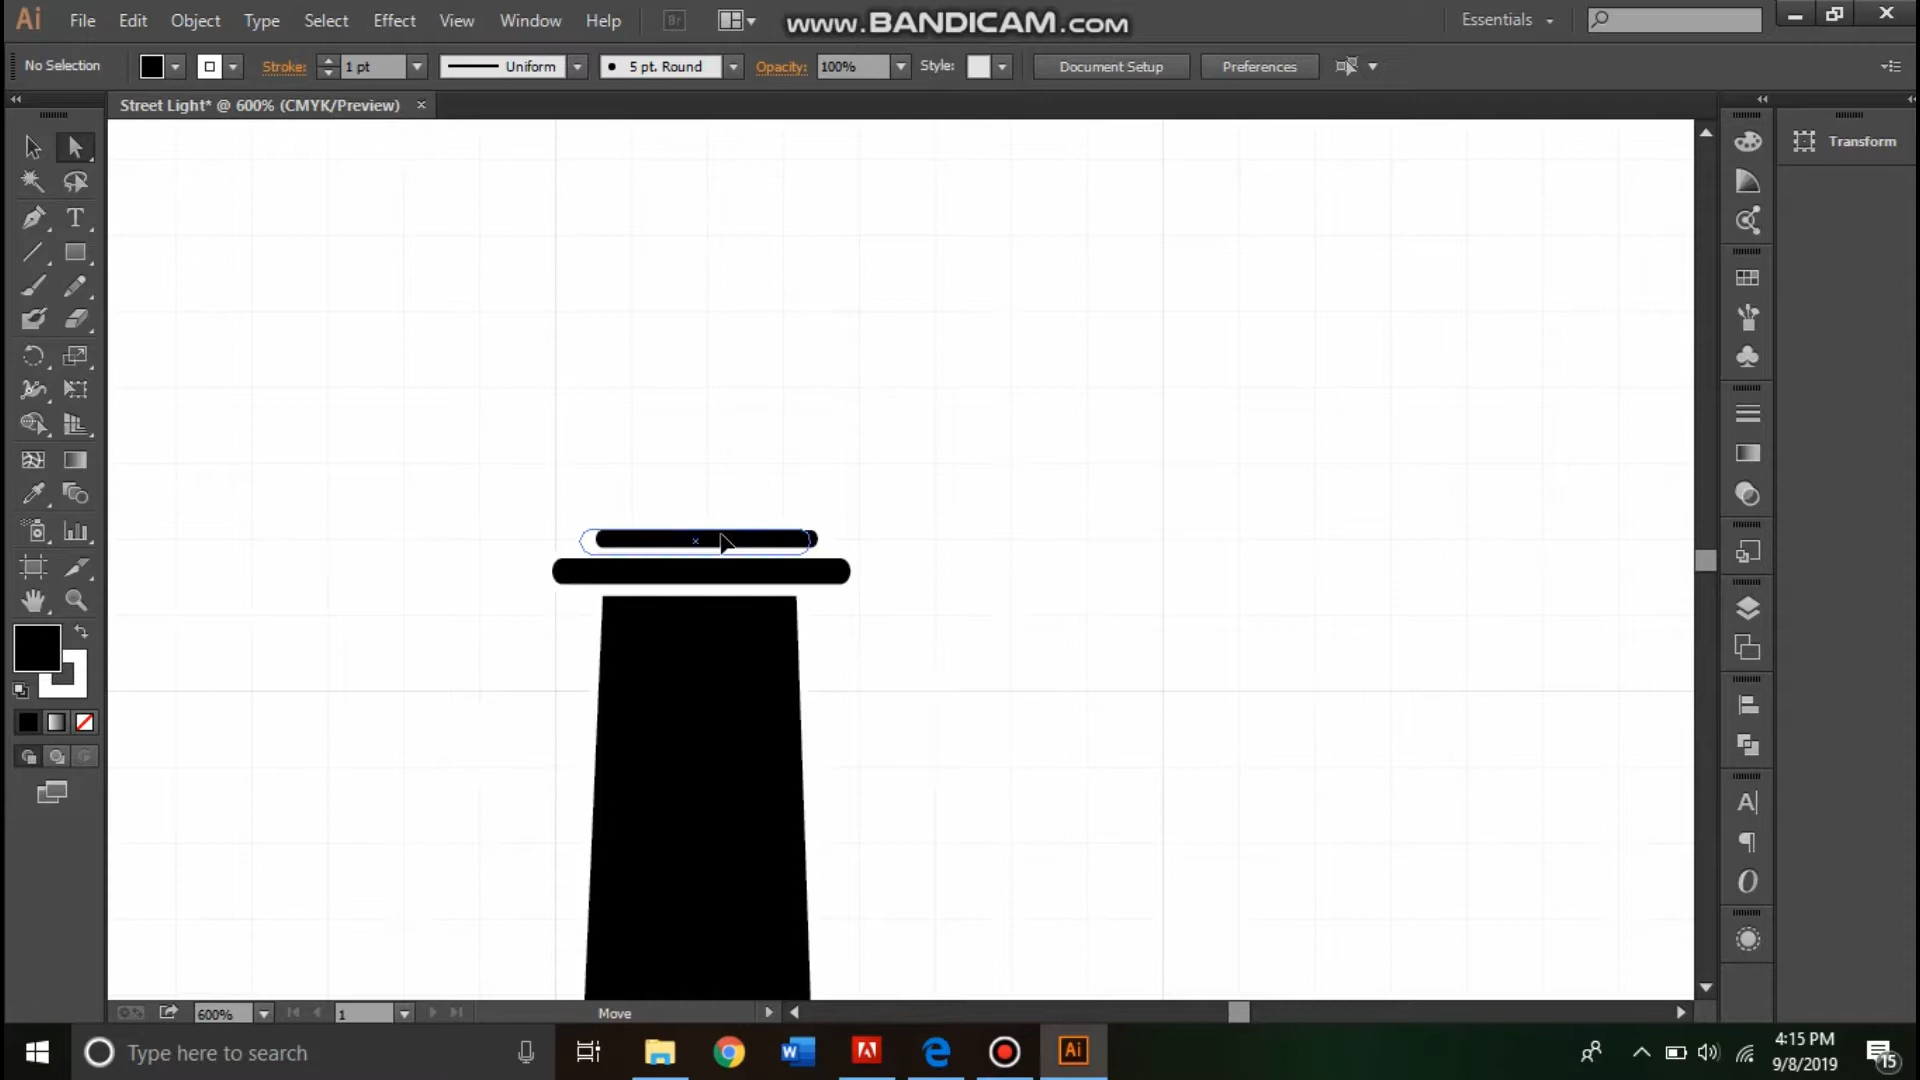 Ai File Edit Object Type Select Effect View Window Help Br www.BANDICAM.com Essentials
No Selection Stroke: 1 pt Uniform 5 pt. Round Opacity: 100% Style: Document Setup Preferences
Street Light* @ 600% (CMYK/Preview) ×
Transform
600% 1 Move
Type here to search
4:15 PM
9/8/2019
15